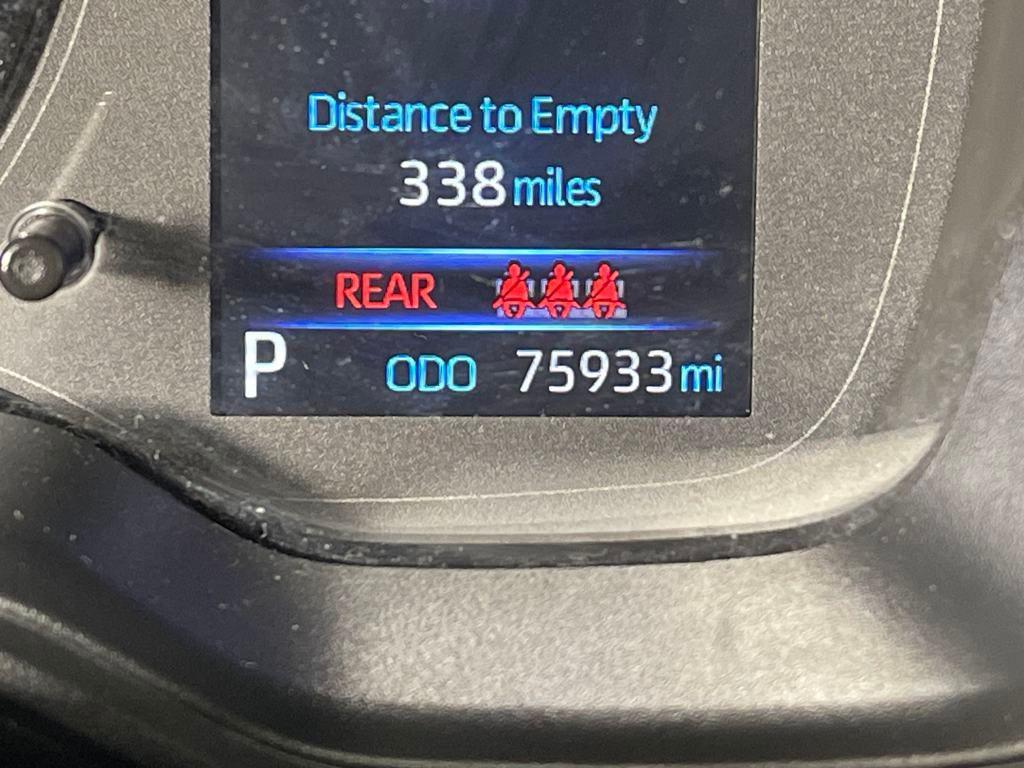 Distance to Empty
338 miles
REAR
P ODO 75933 mi